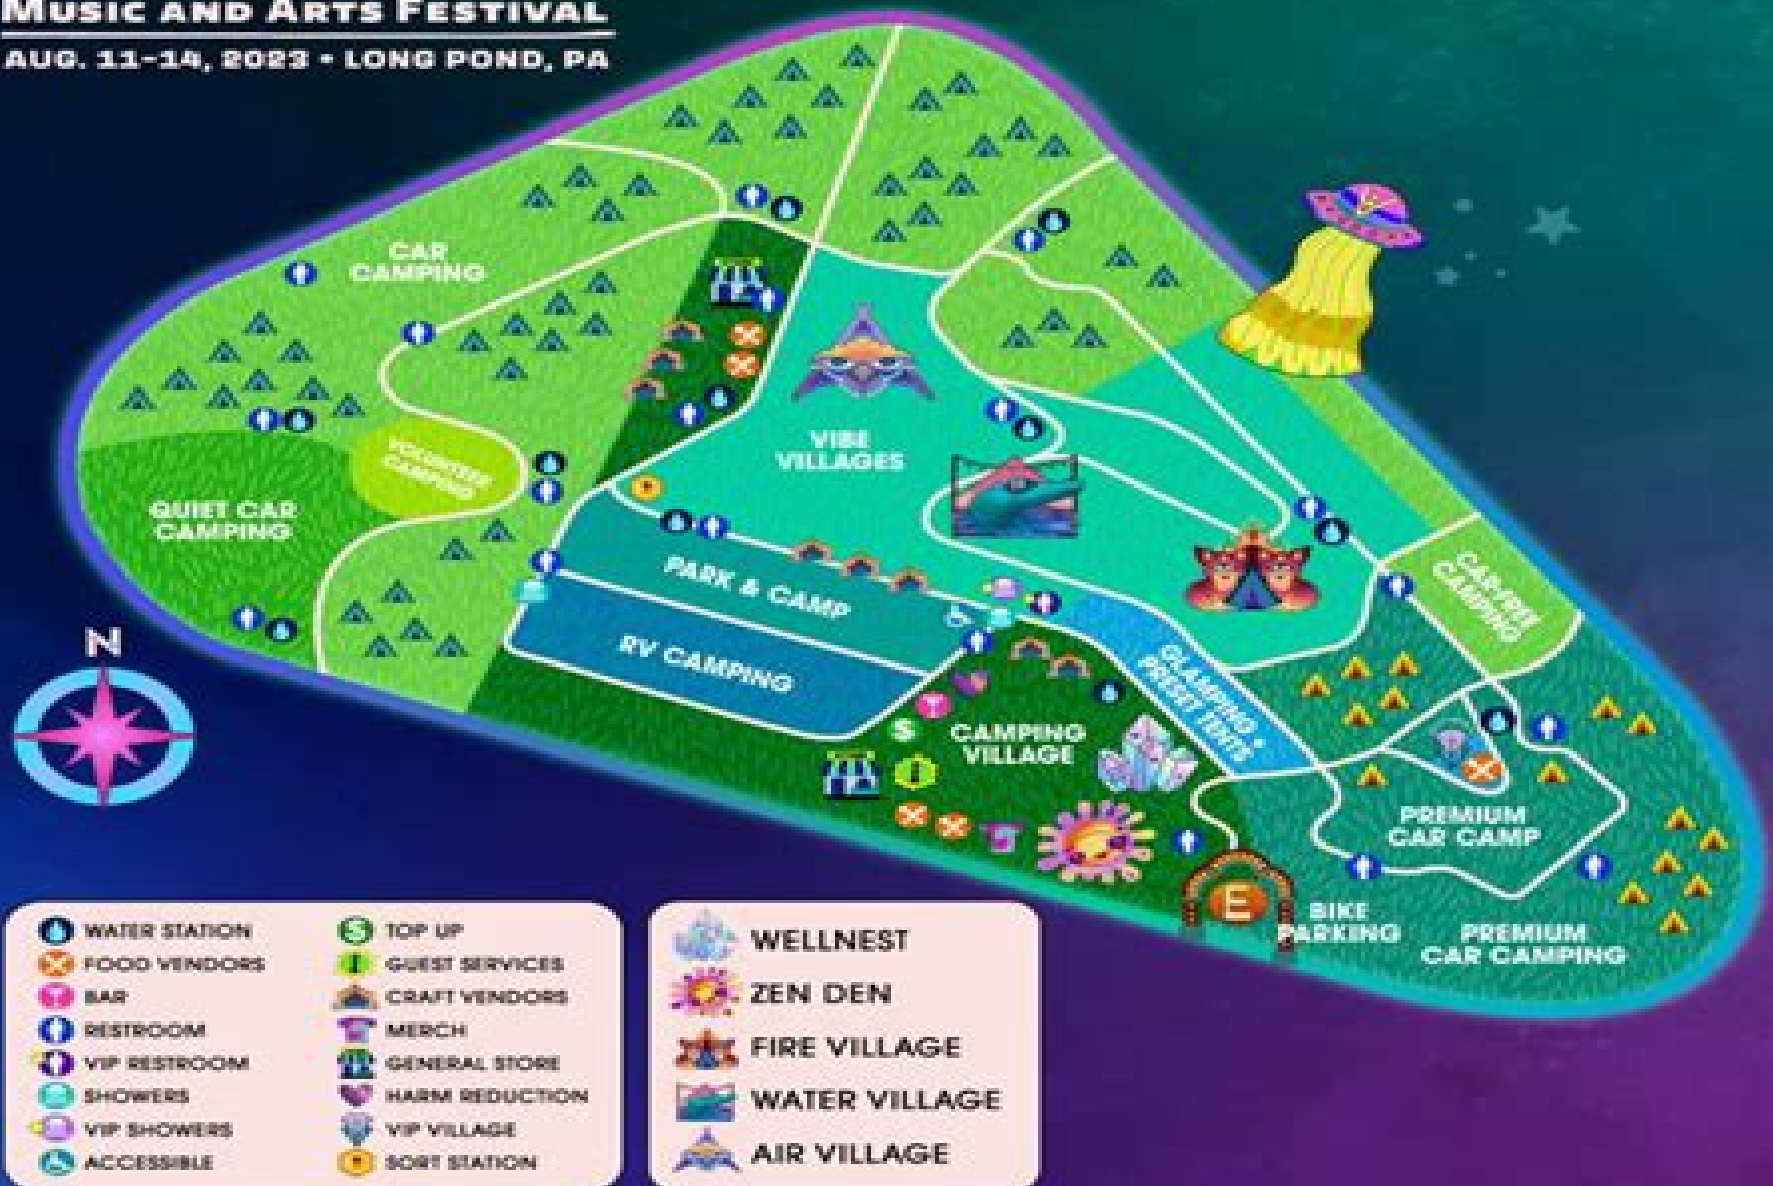 MUSIC AND ARTS FESTIVAL
AUG. 11-14, 2023 • LONG POND, PA
CAR
CAMPING
VOLUNTEER
CAMPING
QUIET CAR
CAMPING
VIBE
VILLAGES
PARK & CAMP
RV CAMPING
CAR-FREE
CAMPING
GLAMPING +
PRESET TENTS
S
CAMPING
VILLAGE
i
PREMIUM
CAR CAMP
E
BIKE
PARKING
PREMIUM
CAR CAMPING
N
WATER STATION
FOOD VENDORS
BAR
RESTROOM
VIP RESTROOM
SHOWERS
VIP SHOWERS
ACCESSIBLE
S TOP UP
i GUEST SERVICES
CRAFT VENDORS
MERCH
GENERAL STORE
HARM REDUCTION
VIP VILLAGE
SORT STATION
WELLNEST
ZEN DEN
FIRE VILLAGE
WATER VILLAGE
AIR VILLAGE